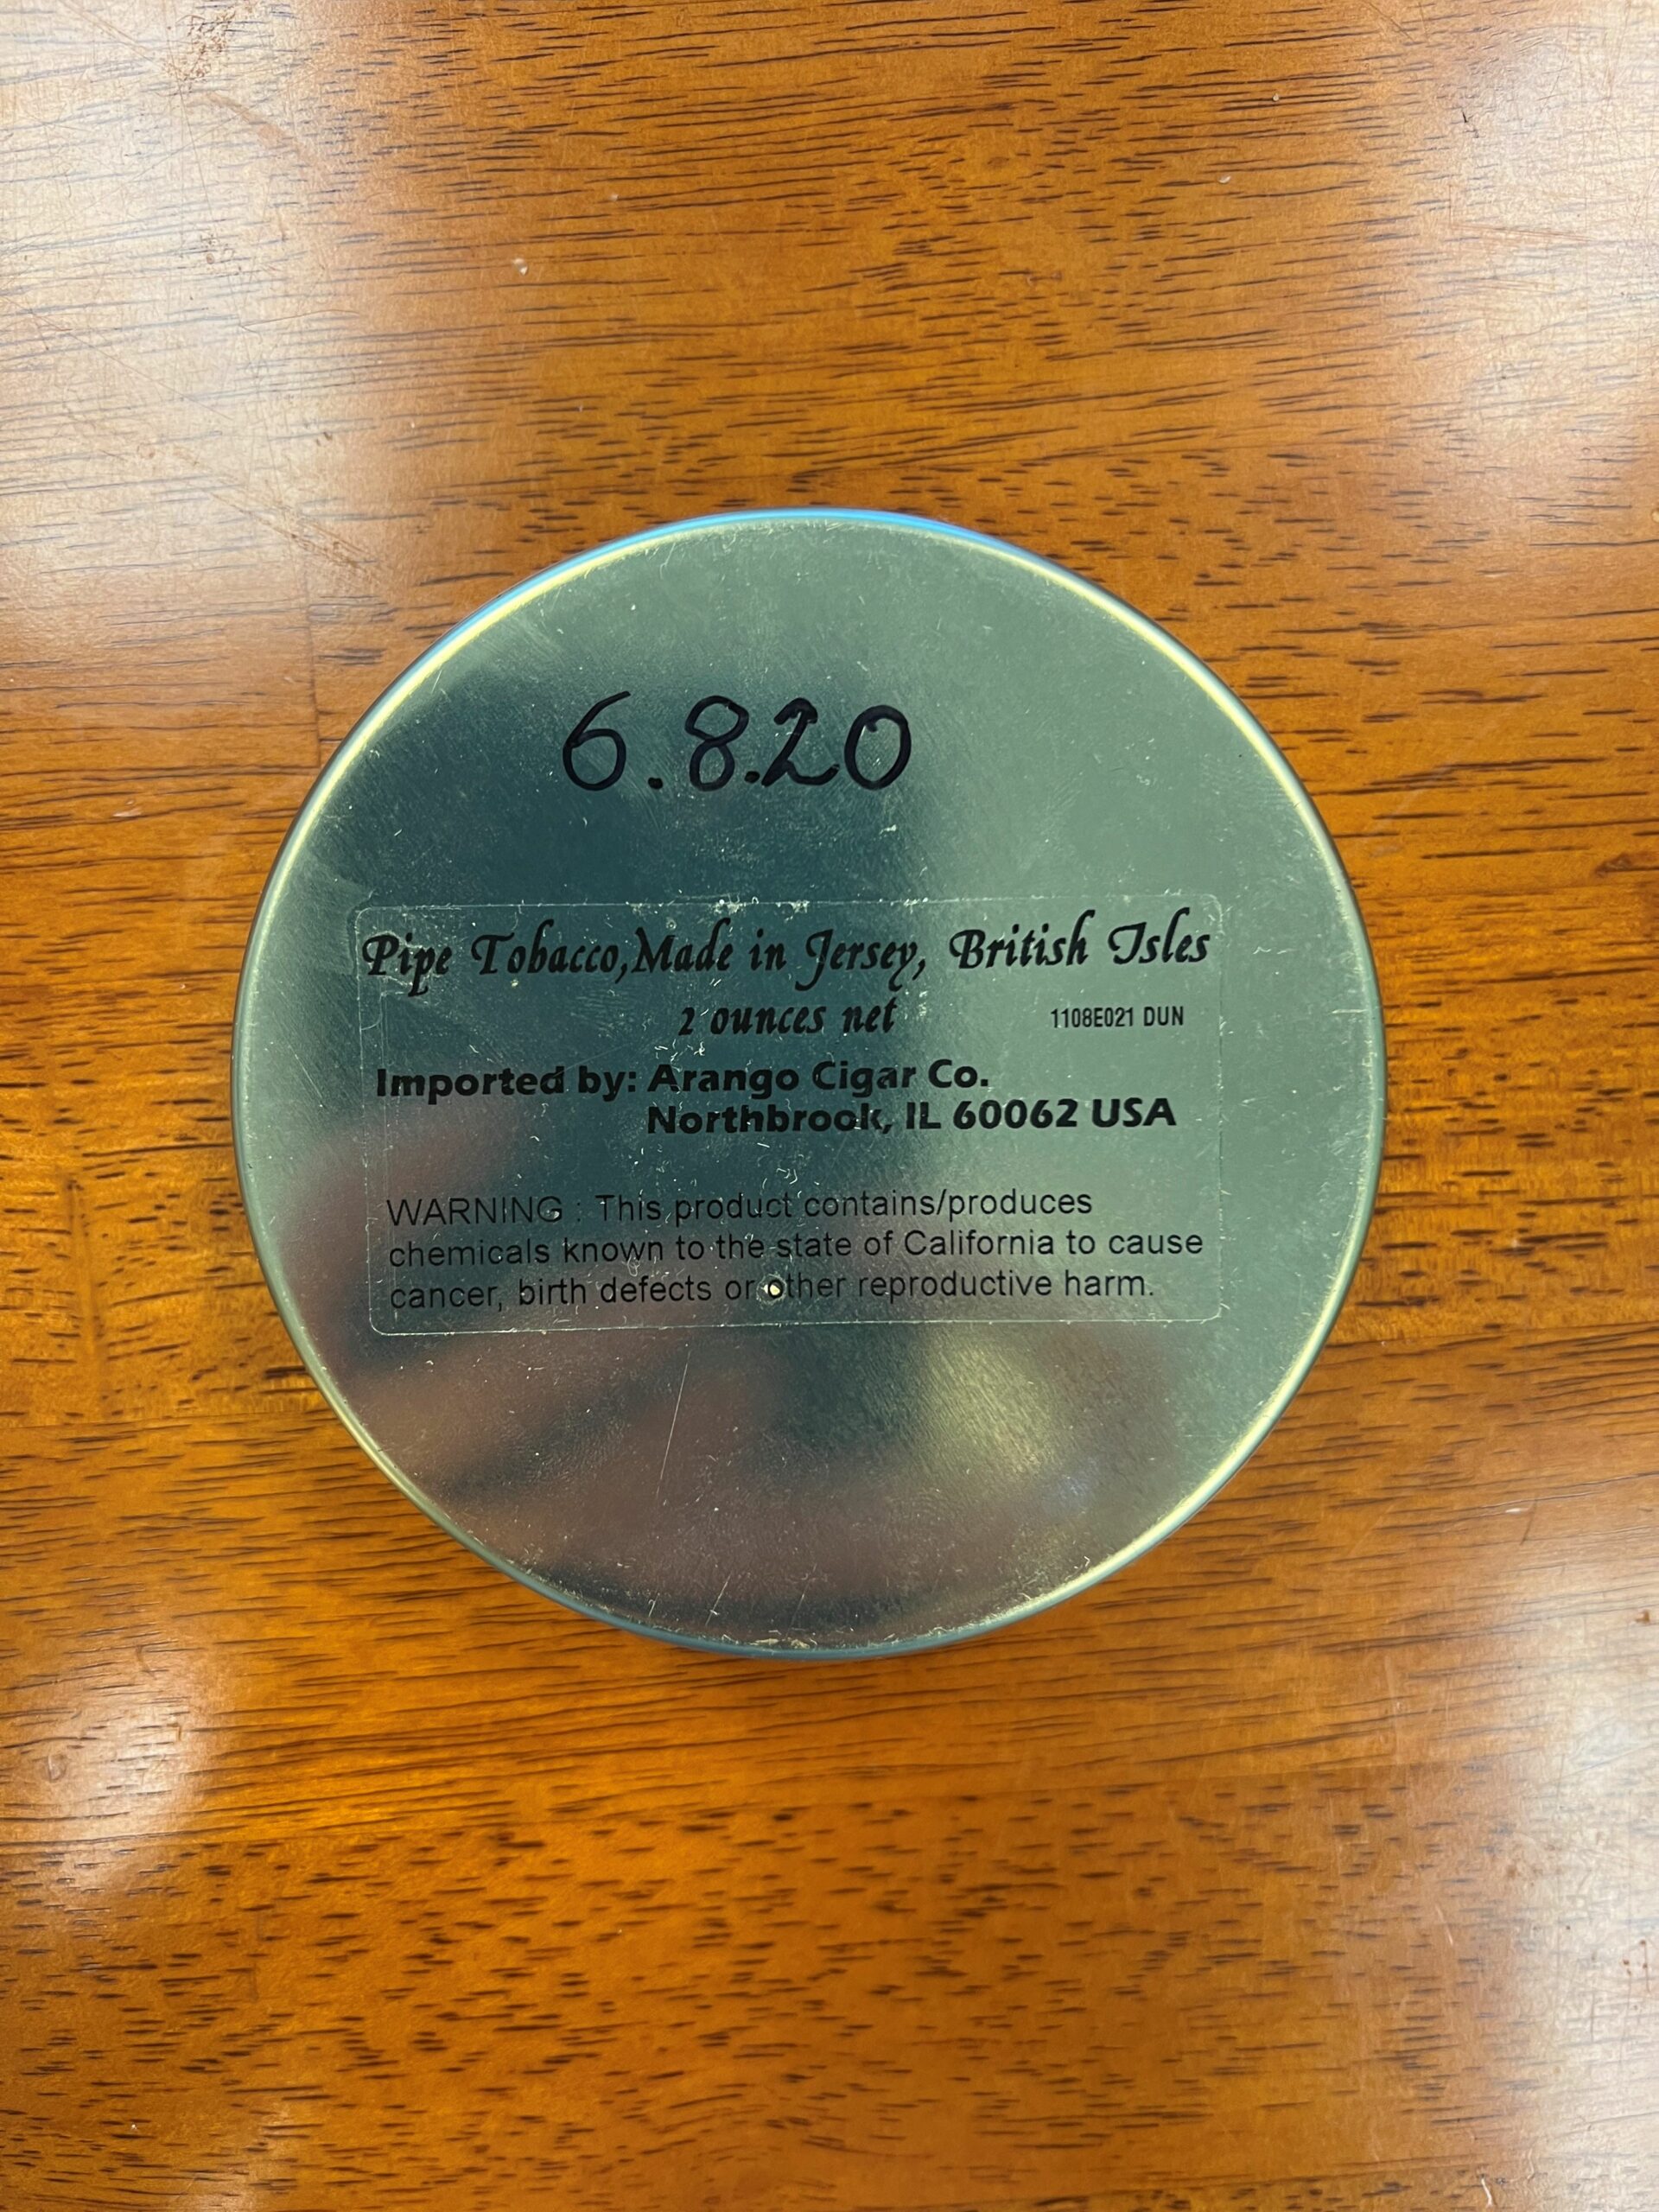 6.8.20
Pipe Tobacco,Made in Jersey, British Isles
2 ounces net 1108E021 DUN
Imported by: Arango Cigar Co.
Northbrook, IL 60062 USA
WARNING : This product contains/produces
chemicals known to the state of California to cause
cancer, birth defects or other reproductive harm.